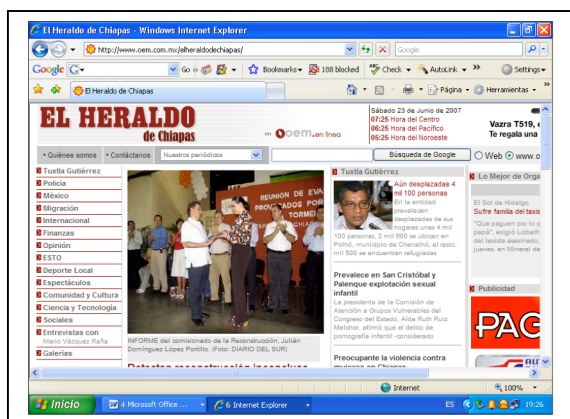 El Heraldo de Chiapas - Windows Internet Explorer
http://www.oem.com.mx/elheraldodechiapas/
Google
Google Go Bookmarks 188 blocked Check AutoLink >> Settings
El Heraldo de Chiapas Página Herramientas >>
EL HERALDO
de Chiapas
oem.en línea
Sábado 23 de Junio de 2007
07:25 Hora del Centro
06:25 Hora del Pacífico
05:25 Hora del Noroeste
Vazra T519, e
Te regala una
Quiénes somos Contáctanos Nuestros periódicos Búsqueda de Google Web www.o
Tuxtla Gutiérrez
Policía
México
Migración
Internacional
Finanzas
Opinión
ESTO
Deporte Local
Espectáculos
Comunidad y Cultura
Ciencia y Tecnología
Sociales
Entrevistas con
Mario Vázquez Raña
Galerías
REUNION DE EVA
PROVOCADOS POR
TORMEN
INFORME del comisionado de la Reconstrucción, Julián
Domínguez López Portillo. (Foto: DIARIO DEL SUR)
Tuxtla Gutiérrez
Aún desplazadas 4
mil 100 personas
En la entidad
prevalecen
desplazadas de sus
hogares unas 4 mil
100 personas. 2 mil 600 se ubican en
Polhó, municipio de Chenalhó, el resto,
mil 500 se encuentran refugiadas
Prevalece en San Cristóbal y
Palenque explotación sexual
infantil
La presidenta de la Comisión de
Atención a Grupos Vulnerables del
Congreso del Estado, Aída Ruth Ruiz
Melchor, afirmó que el delito de
pornografía infantil -considerado
Preocupante la violencia contra
mujeres en Chiapas
Lo Mejor de Orga
El Sol de Hidalgo
Sufre familia del taxis
"Que paguen por lo q
papá", exigió Lizbeth
del taxista asesinado,
jueves, en Mineral de
Publicidad
PAG
Internet 100%
Inicio 4 Microsoft Office ... 6 Internet Explorer ES 19:26